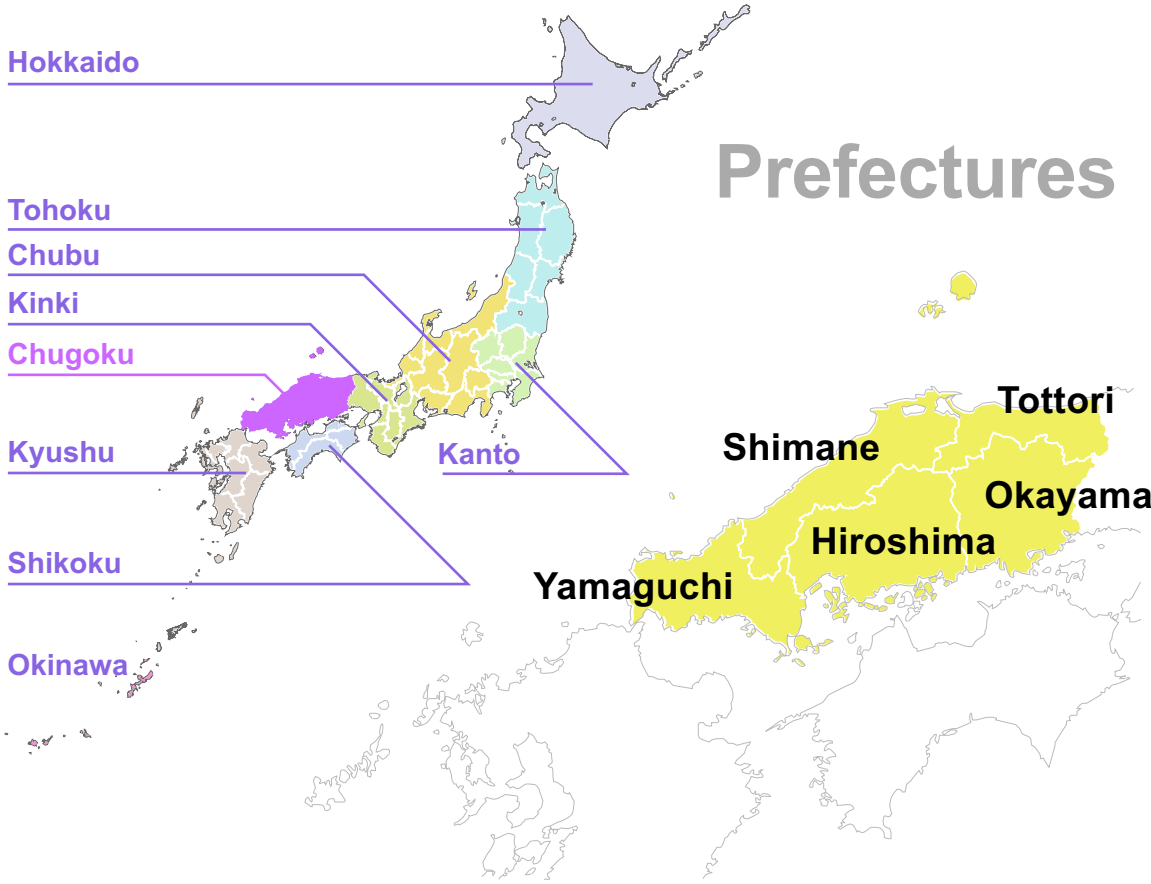 Hokkaido
Prefectures
Tohoku
Chubu
Kinki
Chugoku
Kyushu
Kanto
Shikoku
Okinawa
Tottori
Shimane
Okayama
Hiroshima
Yamaguchi